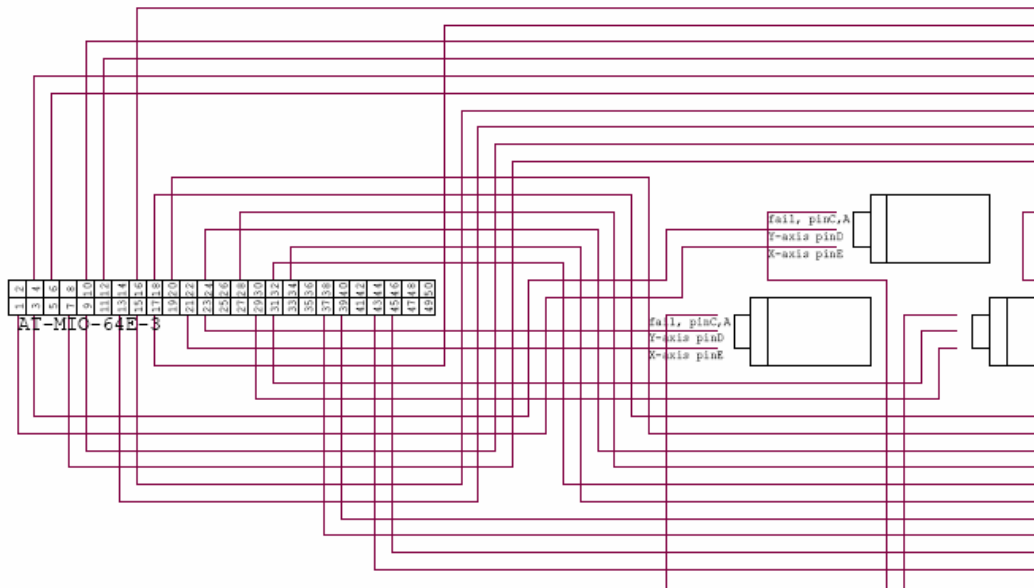 fail, pinC,A
Y-axis pinD
X-axis pinE
2 4 6 8 10 12 14 16 18 20 22 24 26 28 30 32 34 36 38 40 42 44 46 48 50
1 3 5 7 9 11 13 15 17 19 21 23 25 27 29 31 33 35 37 39 41 43 45 47 49
AT-MIO-64E-3
fail, pinC,A
Y-axis pinD
X-axis pinE